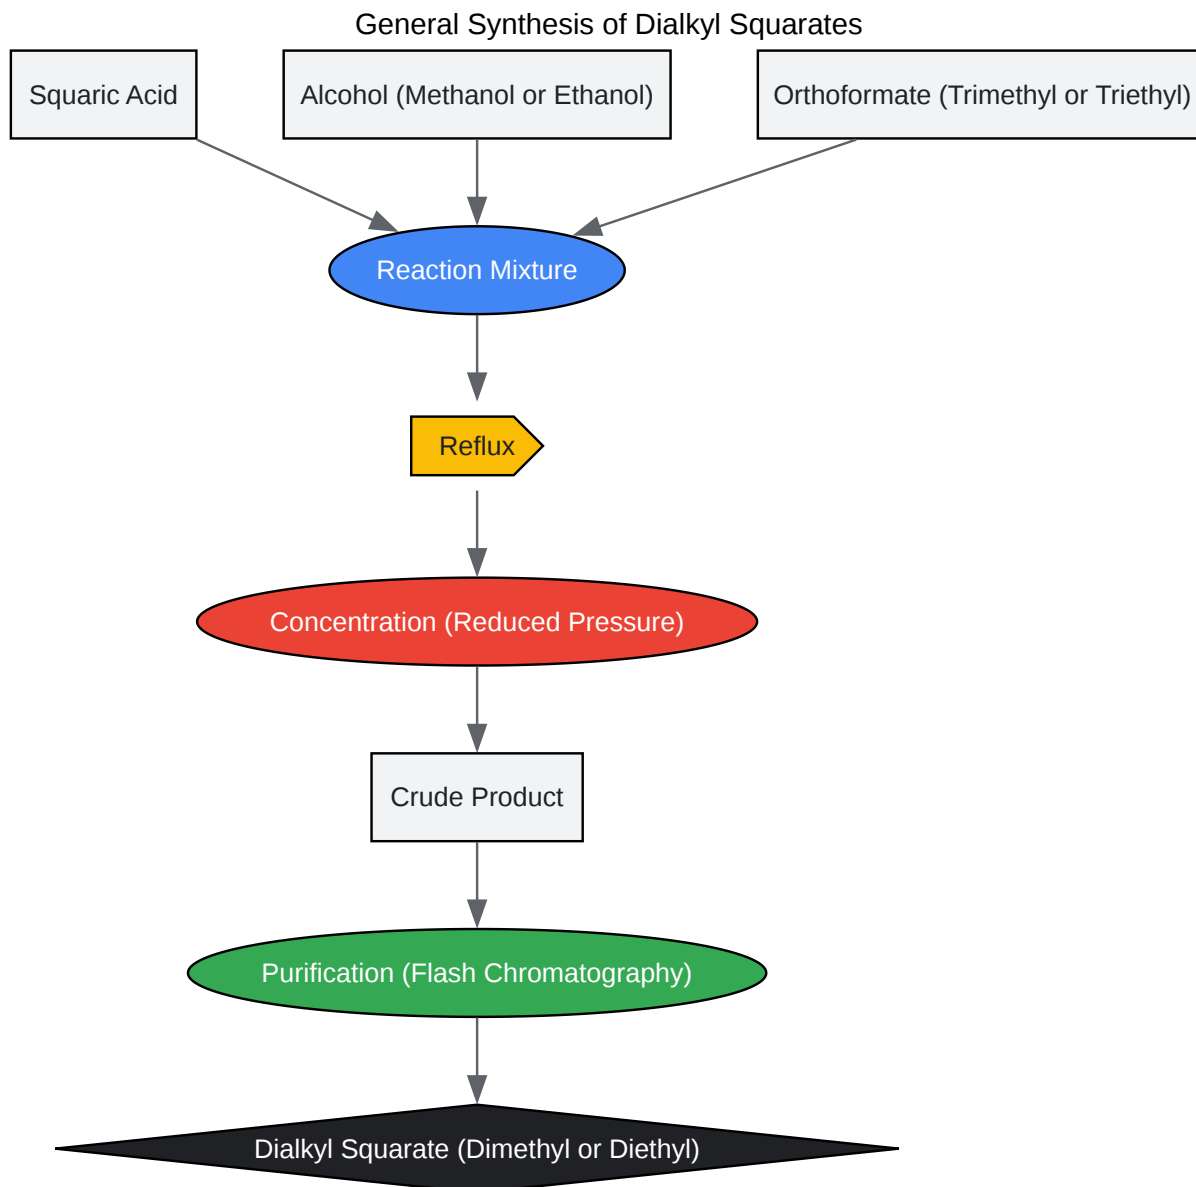 General Synthesis of Dialkyl Squarates
Squaric Acid
Alcohol (Methanol or Ethanol)
Orthoformate (Trimethyl or Triethyl)
Reaction Mixture
Reflux
Concentration (Reduced Pressure)
Crude Product
Purification (Flash Chromatography)
Dialkyl Squarate (Dimethyl or Diethyl)